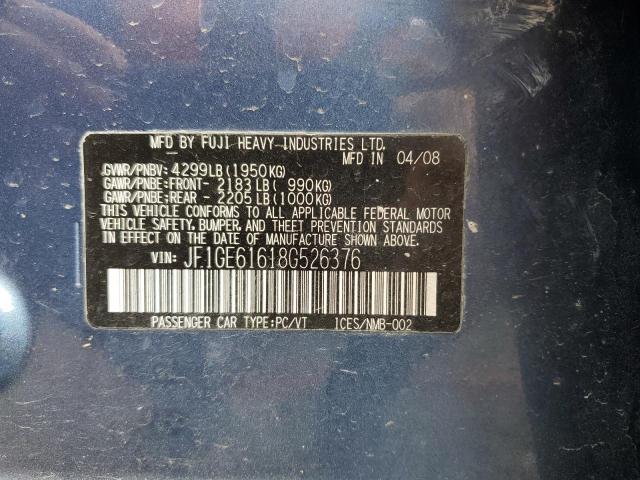 MFD BY FUJI HEAVY INDUSTRIES LTD.
MFD IN 04/08
GVWR/PNBV: 4299LB(1950KG)
GAWR/PNBE:FRONT- 2183LB( 990KG)
GAWR/PNBE;REAR - 2205LB(1000KG)
THIS VEHICLE CONFORMS TO ALL APPLICABLE FEDERAL MOTOR
VEHICLE SAFETY, BUMPER, AND THEFT PREVENTION STANDARDS
IN EFFECT ON THE DATE OF MANUFACTURE SHOWN ABOVE.
VIN: JF1GE61618G526376
PASSENGER CAR TYPE:PC/VT ICES/NMB-002